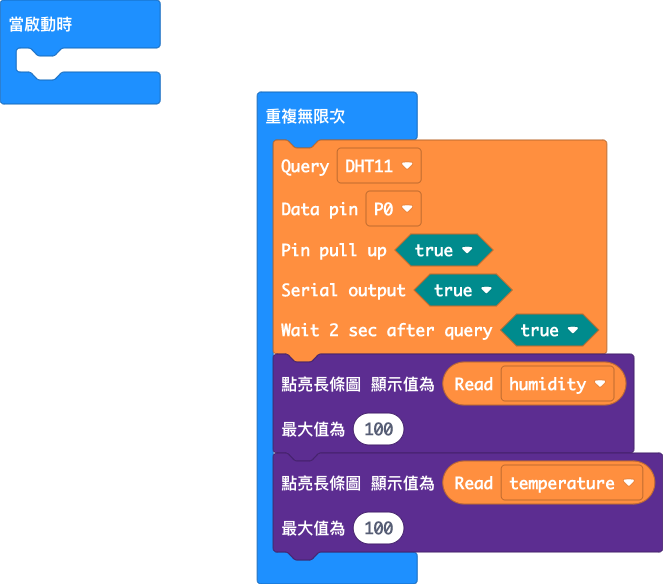 當啟動時
重複無限次
Query DHT11
Data pin P0
Pin pull up true
Serial output true
Wait 2 sec after query true
點亮長條圖 顯示值為 Read humidity
最大值為 100
點亮長條圖 顯示值為 Read temperature
最大值為 100